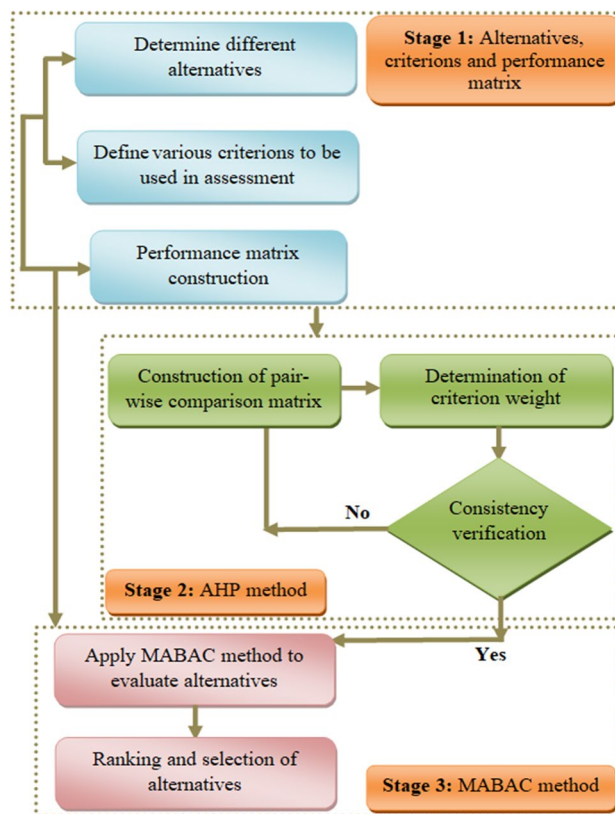 Determine different
alternatives
Stage 1: Alternatives,
criterions and performance
matrix
Define various criterions to be
used in assessment
Performance matrix
construction
Construction of pair-
wise comparison matrix
Determination of
criterion weight
No
Consistency
verification
Stage 2: AHP method
Yes
Apply MABAC method to
evaluate alternatives
Ranking and selection of
alternatives
Stage 3: MABAC method